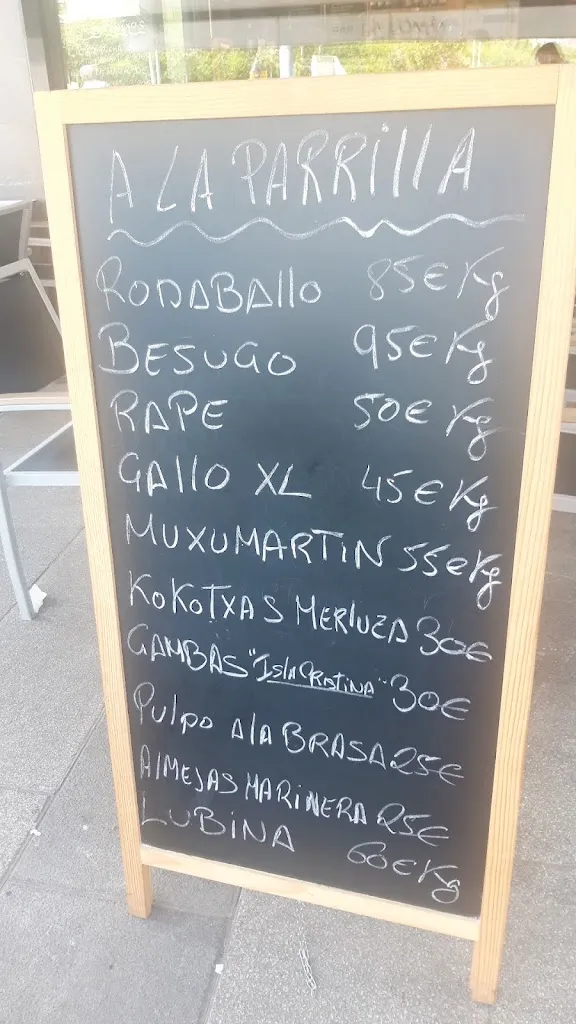 A LA PARRillA
RODABAllO 85€ Kg
BESUGO 95€ Kg
RAPE 50€ Kg
GAllO XL 45€ Kg
MUXUMARTIN 55€ Kg
KOKOTXAS MERlUZA 30€
GAMBAS "IslA CRistinA" 30€
Pulpo A lA BRASA 25€
AlMEJAS MARiNERA 25€
LUBiNA 60€ Kg